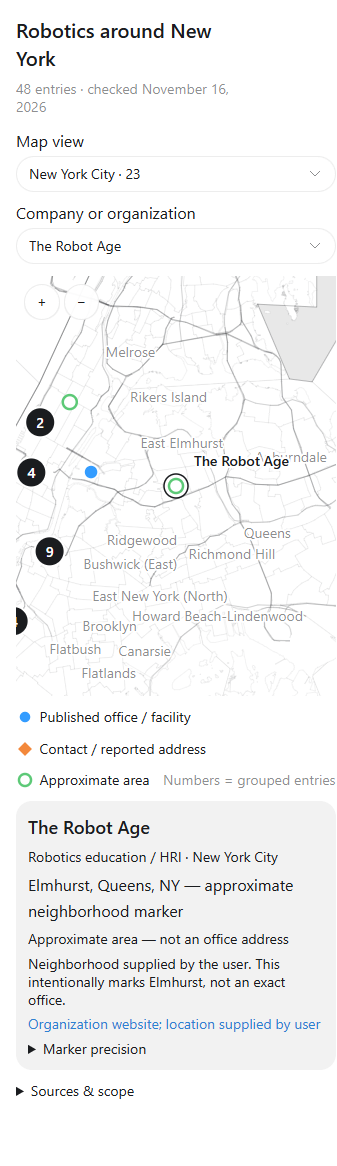 Robotics around New
York
48 entries · checked November 16,
2026
Map view
New York City · 23
Company or organization
The Robot Age
+ −
Melrose
Rikers Island
2
East Elmhurst
The Robot Age
4
9
Queens
Ridgewood
Richmond Hill
Bushwick (East)
East New York (North)
Howard Beach-Lindenwood
Brooklyn
Flatbush
Canarsie
Flatlands
Published office / facility
Contact / reported address
Approximate area Numbers = grouped entries
The Robot Age
Robotics education / HRI · New York City
Elmhurst, Queens, NY — approximate
neighborhood marker
Approximate area — not an office address
Neighborhood supplied by the user. This
intentionally marks Elmhurst, not an exact
office.
Organization website; location supplied by user
Marker precision
Sources & scope